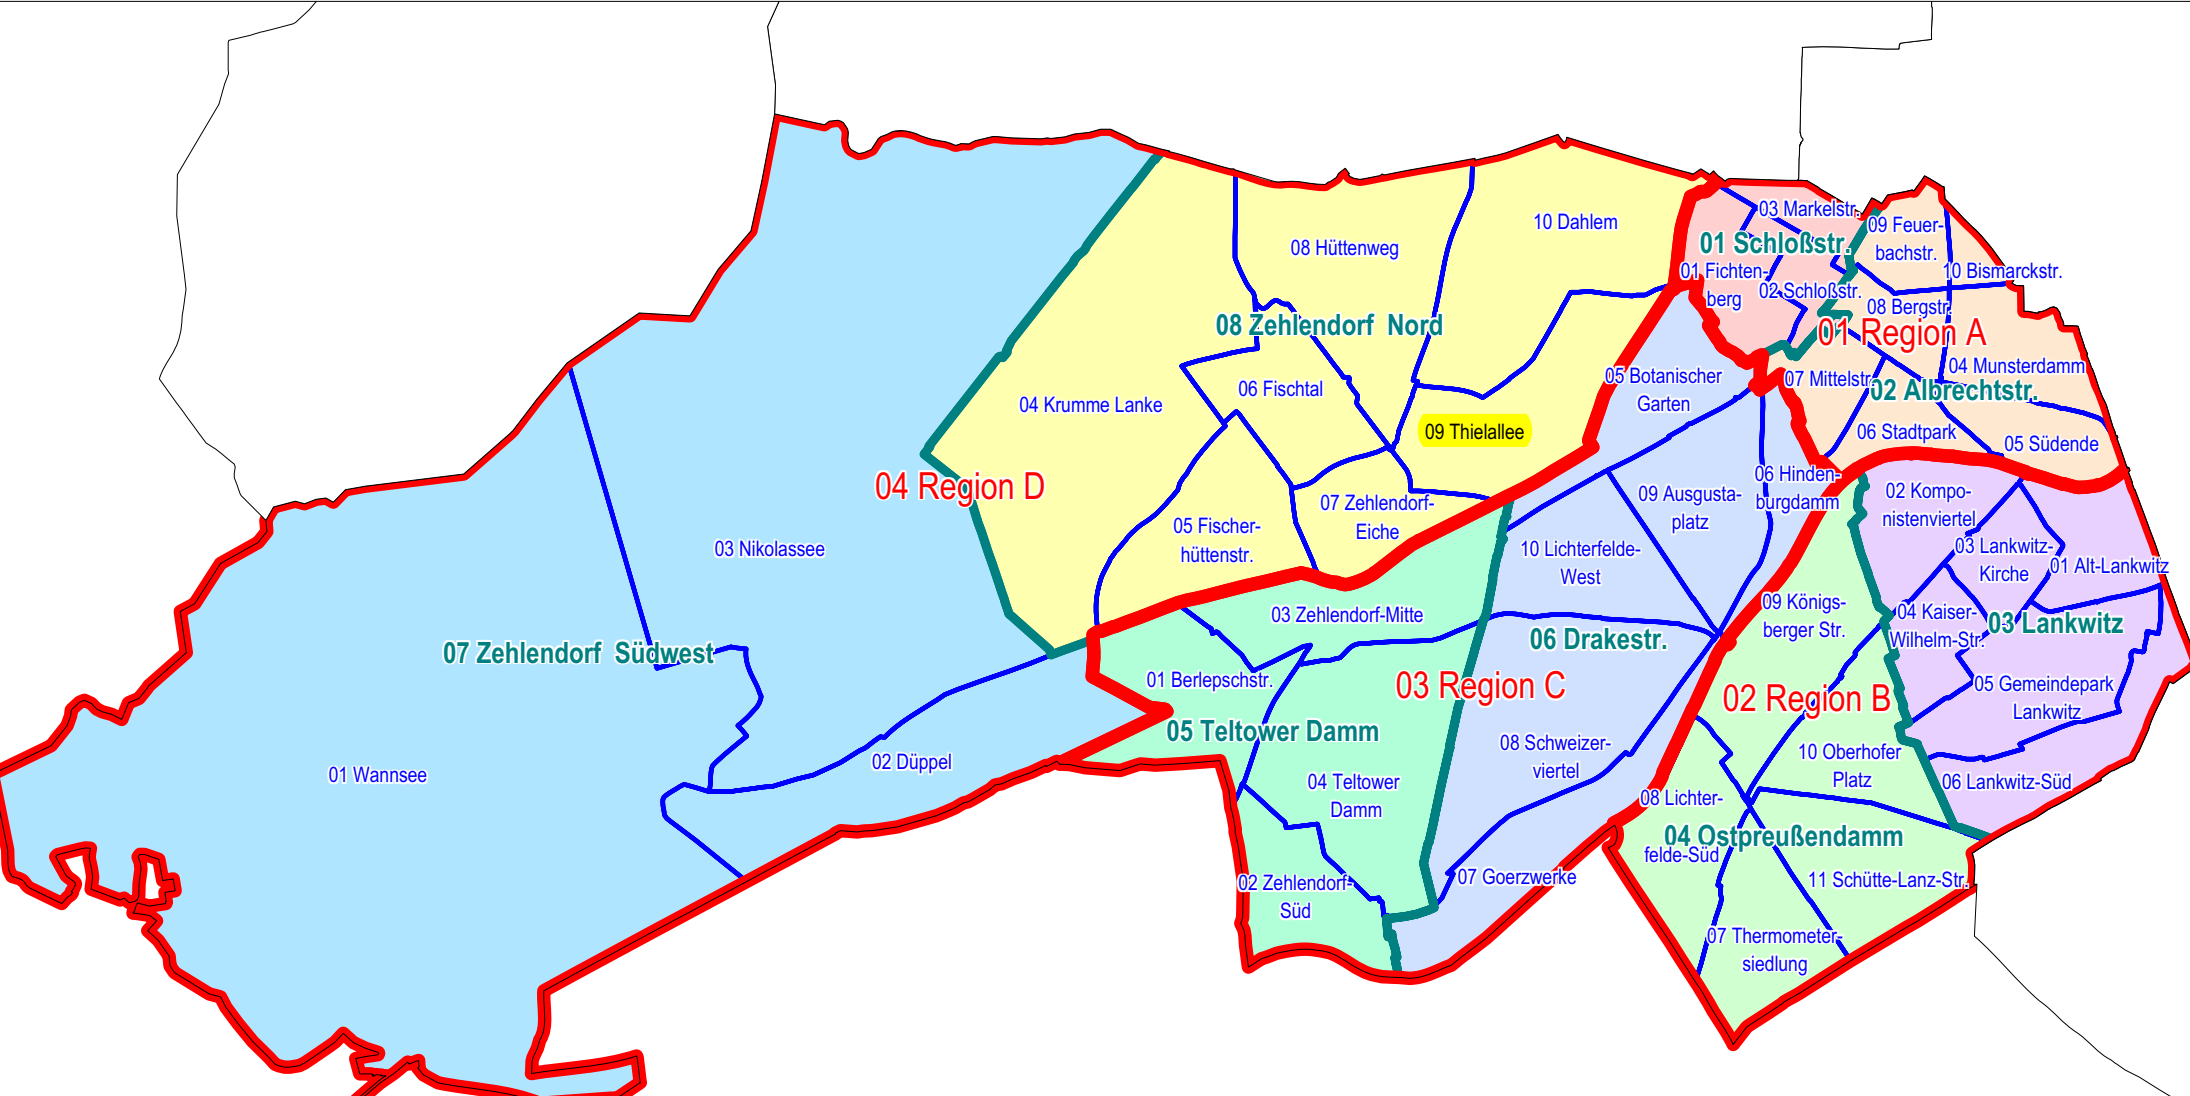 03 Markelstr.
09 Feuer-
bachstr.
10 Dahlem
08 Hüttenweg
01 Schloßstr.
01 Fichten-
berg
02 Schloßstr.
10 Bismarckstr.
08 Bergstr.
01 Region A
08 Zehlendorf Nord
04 Munsterdamm
07 Mittelstr.
02 Albrechtstr.
05 Botanischer
Garten
06 Fischtal
04 Krumme Lanke
09 Thielallee
06 Stadtpark
05 Südende
04 Region D
06 Hinden-
burgdamm
09 Ausgusta-
platz
02 Kompo-
nistenviertel
07 Zehlendorf-
Eiche
05 Fischer-
hüttenstr.
03 Nikolassee
10 Lichterfelde-
West
03 Lankwitz-
Kirche
01 Alt-Lankwitz
03 Zehlendorf-Mitte
09 Königs-
berger Str.
04 Kaiser-
Wilhelm-Str.
03 Lankwitz
06 Drakestr.
07 Zehlendorf Südwest
01 Berlepschstr.
03 Region C
02 Region B
05 Gemeindepark
Lankwitz
05 Teltower Damm
08 Schweizer-
viertel
10 Oberhofer
Platz
01 Wannsee
02 Düppel
04 Teltower
Damm
06 Lankwitz-Süd
08 Lichter-
felde-Süd
04 Ostpreußendamm
02 Zehlendorf-
Süd
07 Goerzwerke
11 Schütte-Lanz-Str.
07 Thermometer-
siedlung